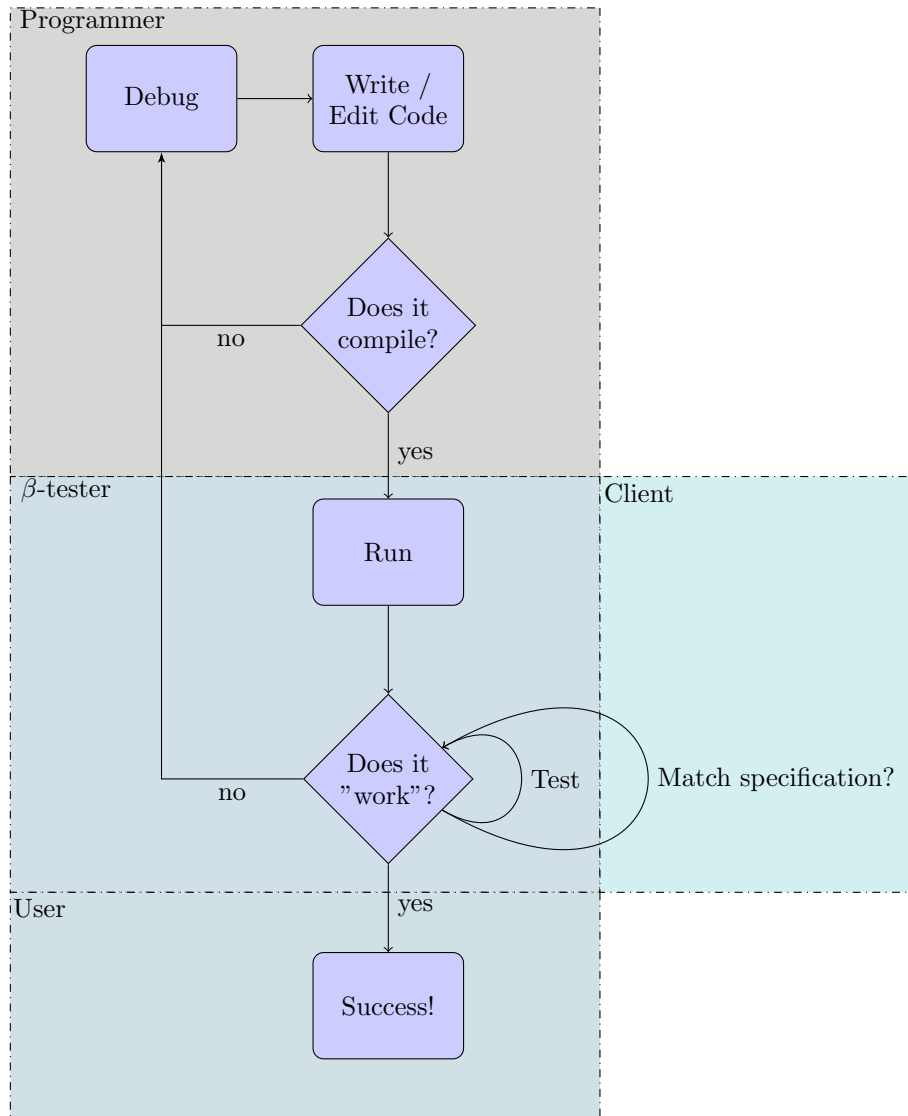 Programmer
Debug
Write /
Edit Code
Does it
compile?
no
yes
β-tester
Client
Run
Does it
”work”?
Test
Match specification?
no
yes
User
Success!